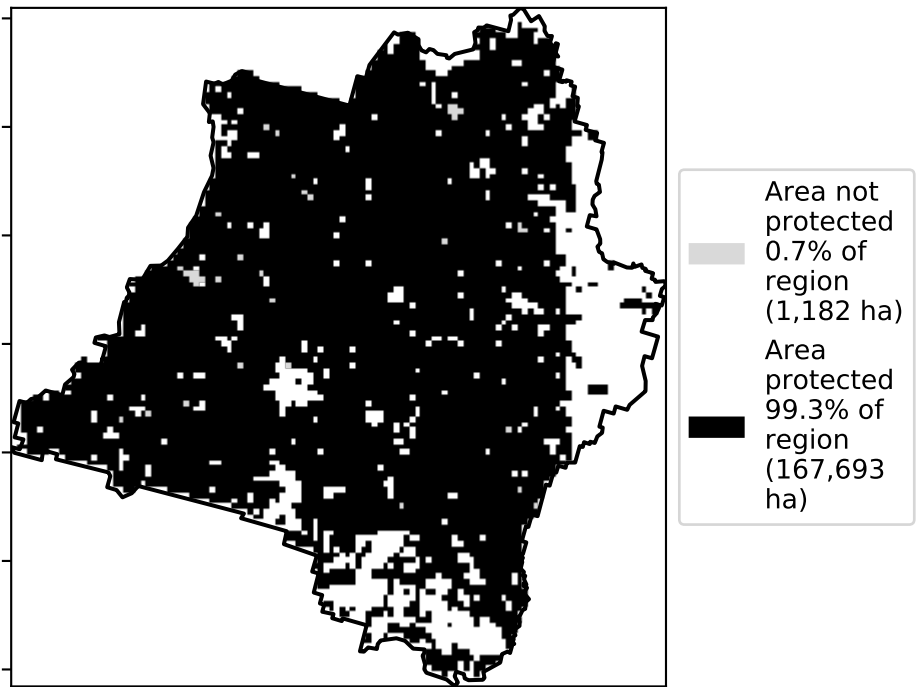 Area not
protected
0.7% of
region
(1,182 ha)
Area
protected
99.3% of
region
(167,693
ha)